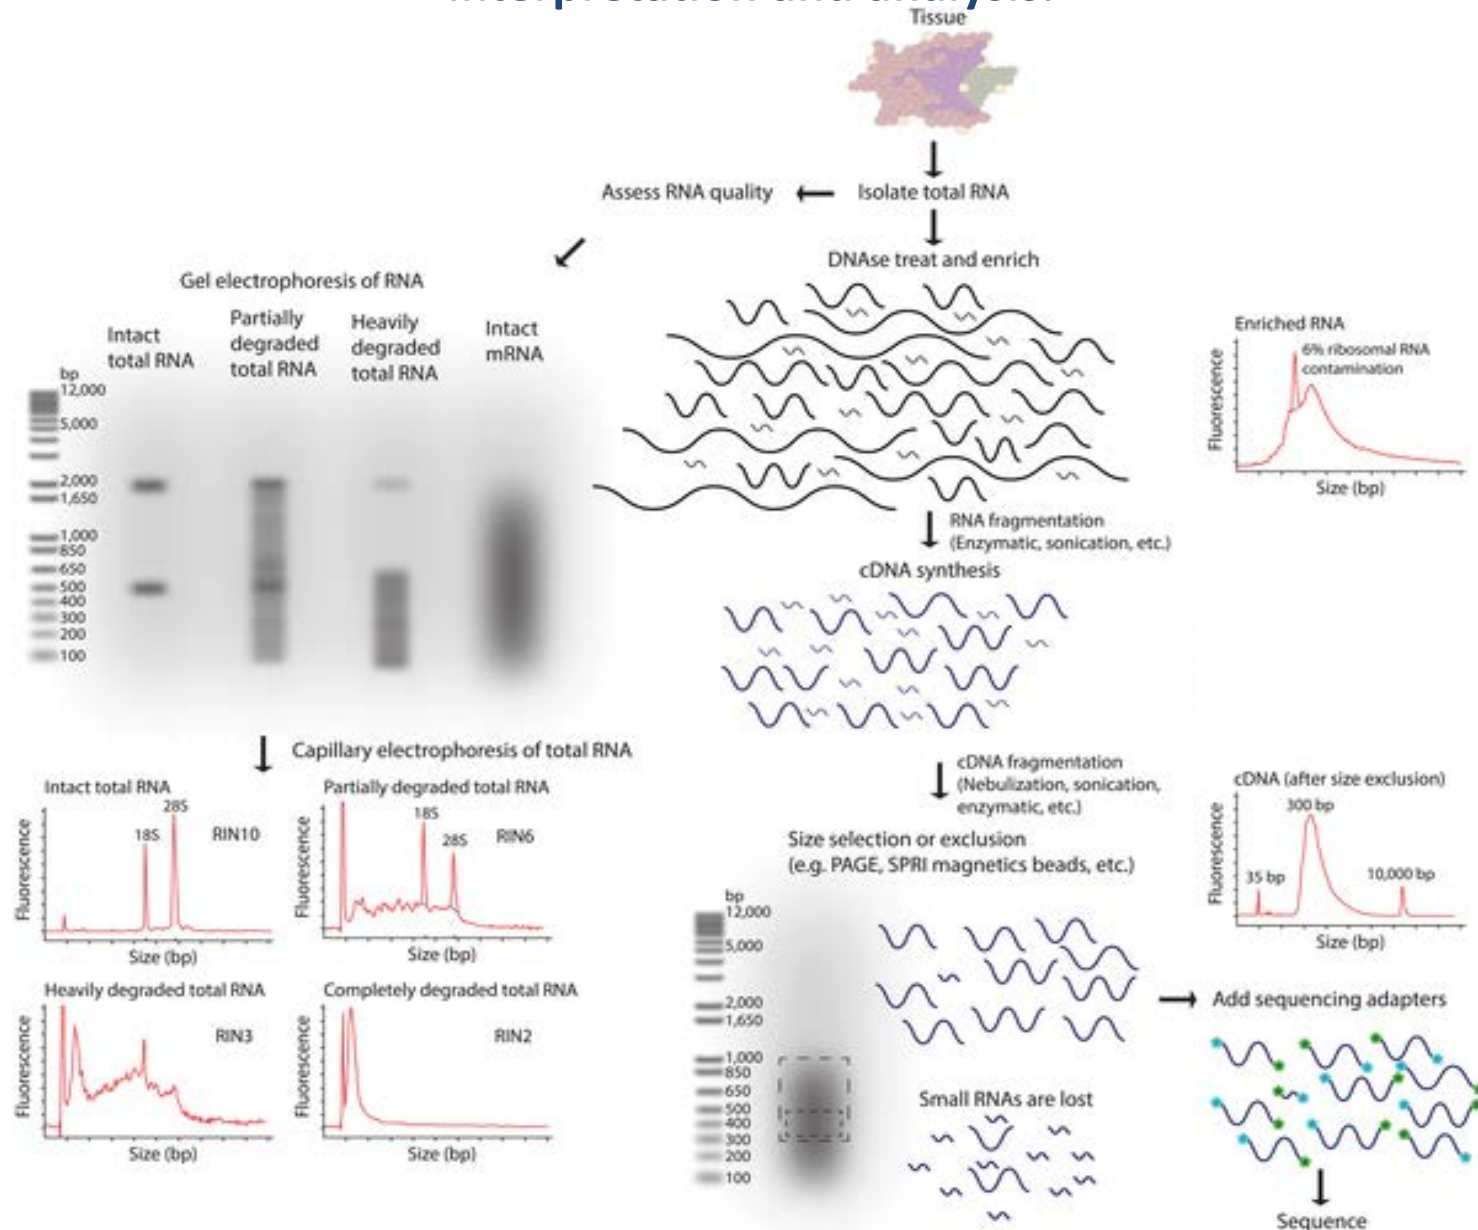 Interpretation and analysis.
Tissue
Isolate total RNA
Assess RNA quality
DNAse treat and enrich
Gel electrophoresis of RNA
Intact
total RNA
Partially
degraded
total RNA
Heavily
degraded
total RNA
Intact
mRNA
bp
12,000
5,000
2,000
1,650
1,000
850
650
500
400
300
200
100
Enriched RNA
6% ribosomal RNA
contamination
Fluorescence
Size (bp)
RNA fragmentation
(Enzymatic, sonication, etc.)
cDNA synthesis
Capillary electrophoresis of total RNA
Intact total RNA
18S
28S
RIN10
Fluorescence
Size (bp)
Partially degraded total RNA
18S
28S
RIN6
Fluorescence
Size (bp)
Heavily degraded total RNA
RIN3
Fluorescence
Size (bp)
Completely degraded total RNA
RIN2
Fluorescence
Size (bp)
cDNA fragmentation
(Nebulization, sonication,
enzymatic, etc.)
Size selection or exclusion
(e.g. PAGE, SPRI magnetics beads, etc.)
bp
12,000
5,000
2,000
1,650
1,000
850
650
500
400
300
200
100
Small RNAs are lost
cDNA (after size exclusion)
300 bp
35 bp
10,000 bp
Fluorescence
Size (bp)
Add sequencing adapters
Sequence